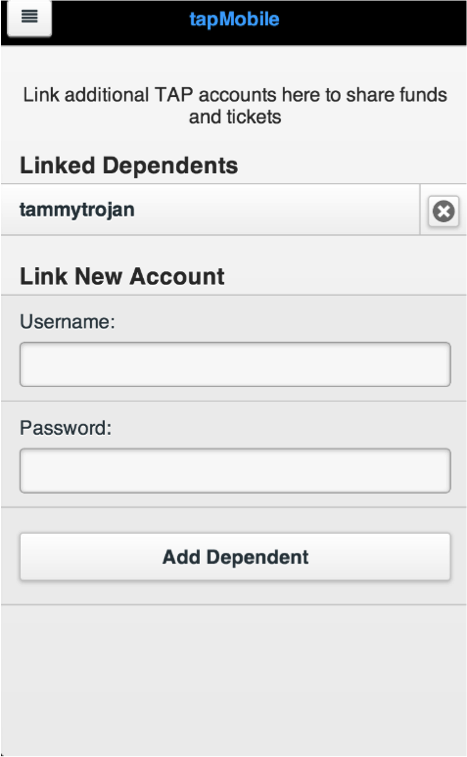 tapMobile
Link additional TAP accounts here to share funds
and tickets
Linked Dependents
tammytrojan
Link New Account
Username:
Password:
Add Dependent